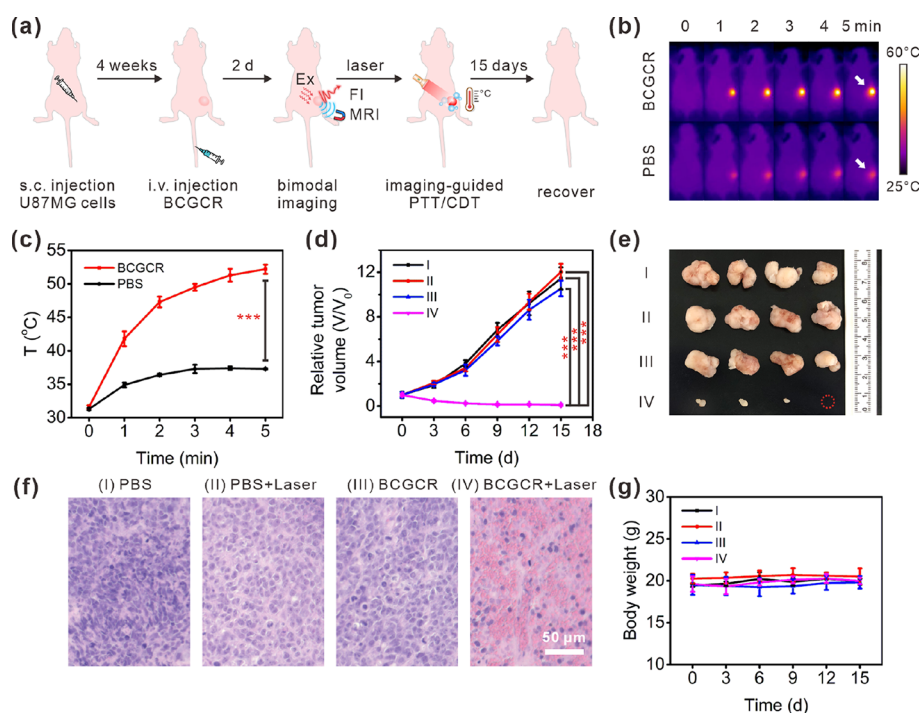 (a)
4 weeks
2 d
laser
15 days
Ex
FI
MRI
°C
s.c. injection
U87MG cells
i.v. injection
BCGCR
bimodal
imaging
imaging-guided
PTT/CDT
recover
(b)
0 1 2 3 4 5 min
BCGCR
PBS
60°C
25°C
(c)
55
50
45
40
35
30
T (°C)
BCGCR
PBS
***
0 1 2 3 4 5
Time (min)
(d)
12
8
4
0
Relative tumor
volume (V/V₀)
I
II
III
IV
***
***
***
0 3 6 9 12 15 18
Time (d)
(e)
I
II
III
IV
(f)
(I) PBS
(II) PBS+Laser
(III) BCGCR
(IV) BCGCR+Laser
50 μm
(g)
30
25
20
15
10
Body weight (g)
I
II
III
IV
0 3 6 9 12 15
Time (d)